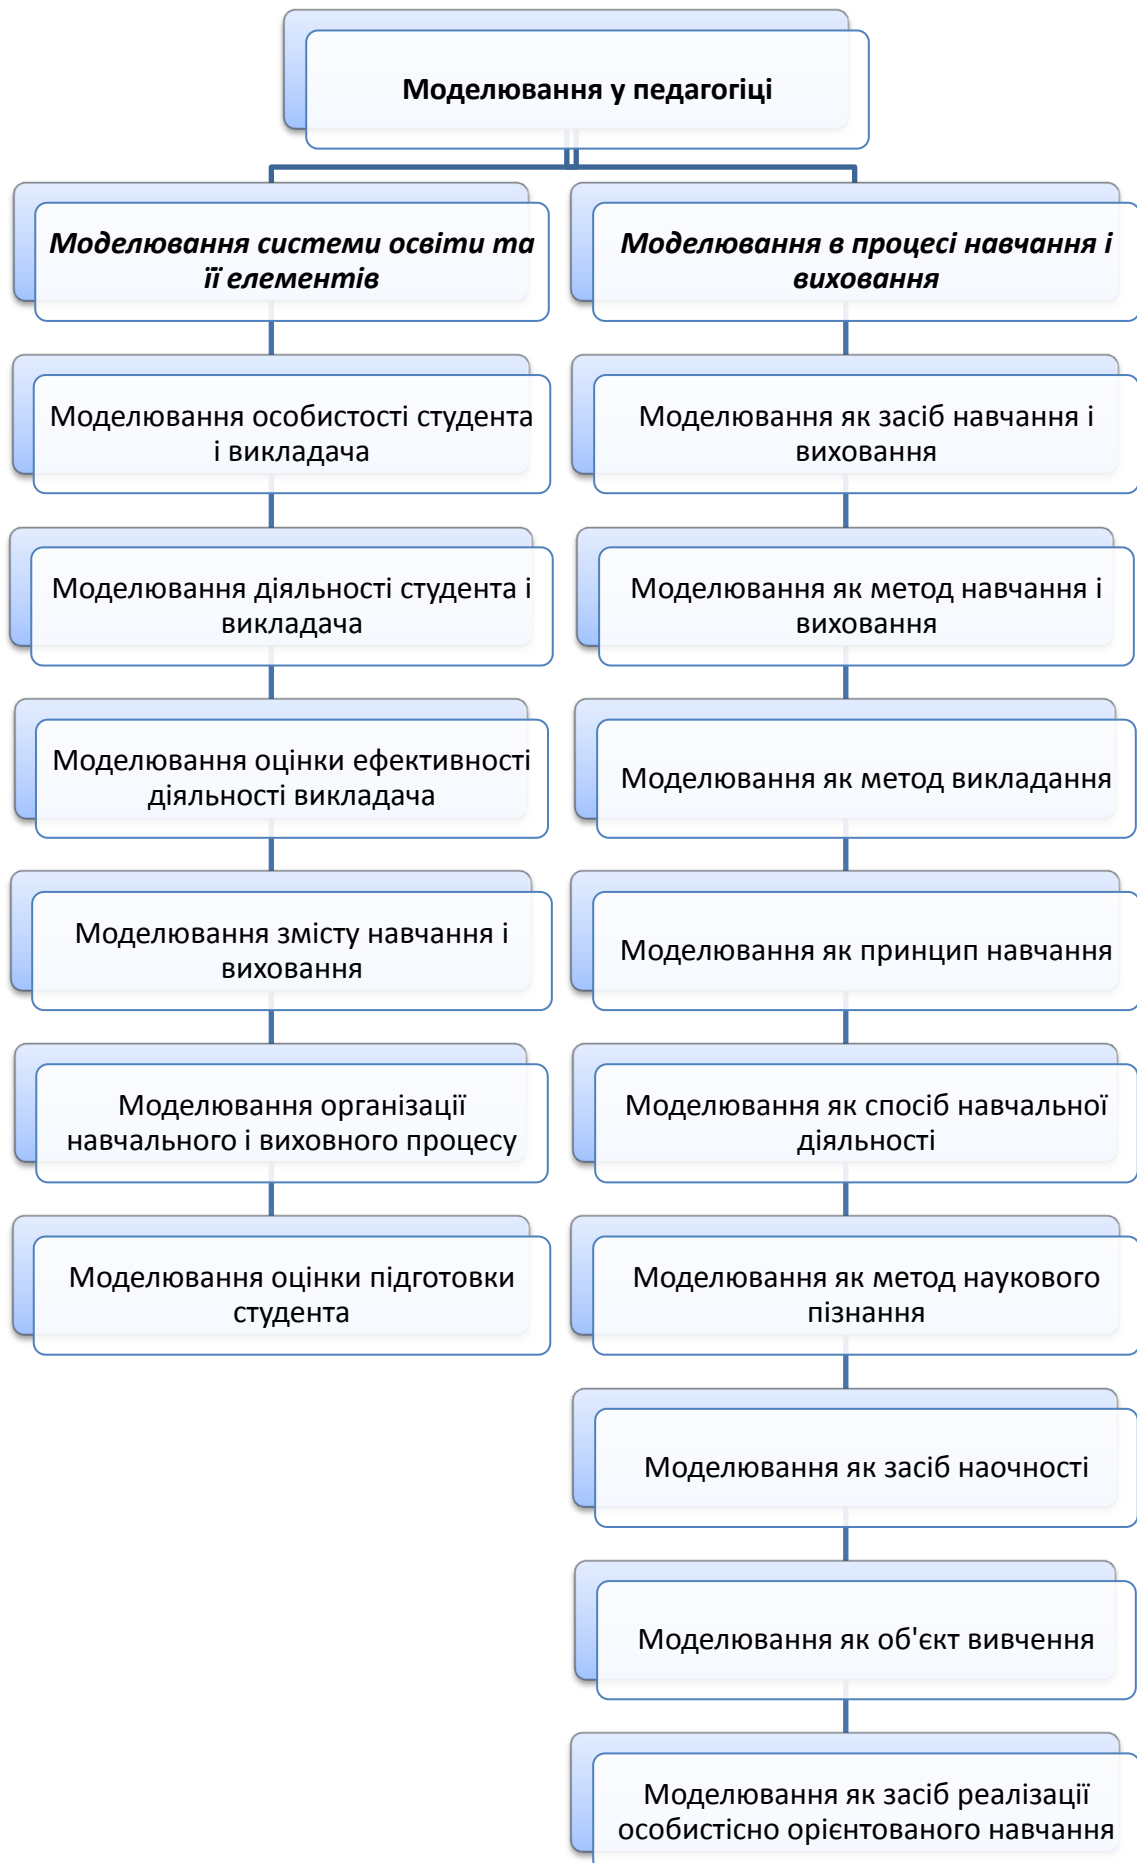 Моделювання у педагогіці
Моделювання системи освіти та
її елементів
Моделювання особистості студента
і викладача
Моделювання діяльності студента і
викладача
Моделювання оцінки ефективності
діяльності викладача
Моделювання змісту навчання і
виховання
Моделювання організації
навчального і виховного процесу
Моделювання оцінки підготовки
студента
Моделювання в процесі навчання і
виховання
Моделювання як засіб навчання і
виховання
Моделювання як метод навчання і
виховання
Моделювання як метод викладання
Моделювання як принцип навчання
Моделювання як спосіб навчальної
діяльності
Моделювання як метод наукового
пізнання
Моделювання як засіб наочності
Моделювання як об'єкт вивчення
Моделювання як засіб реалізації
особистісно орієнтованого навчання